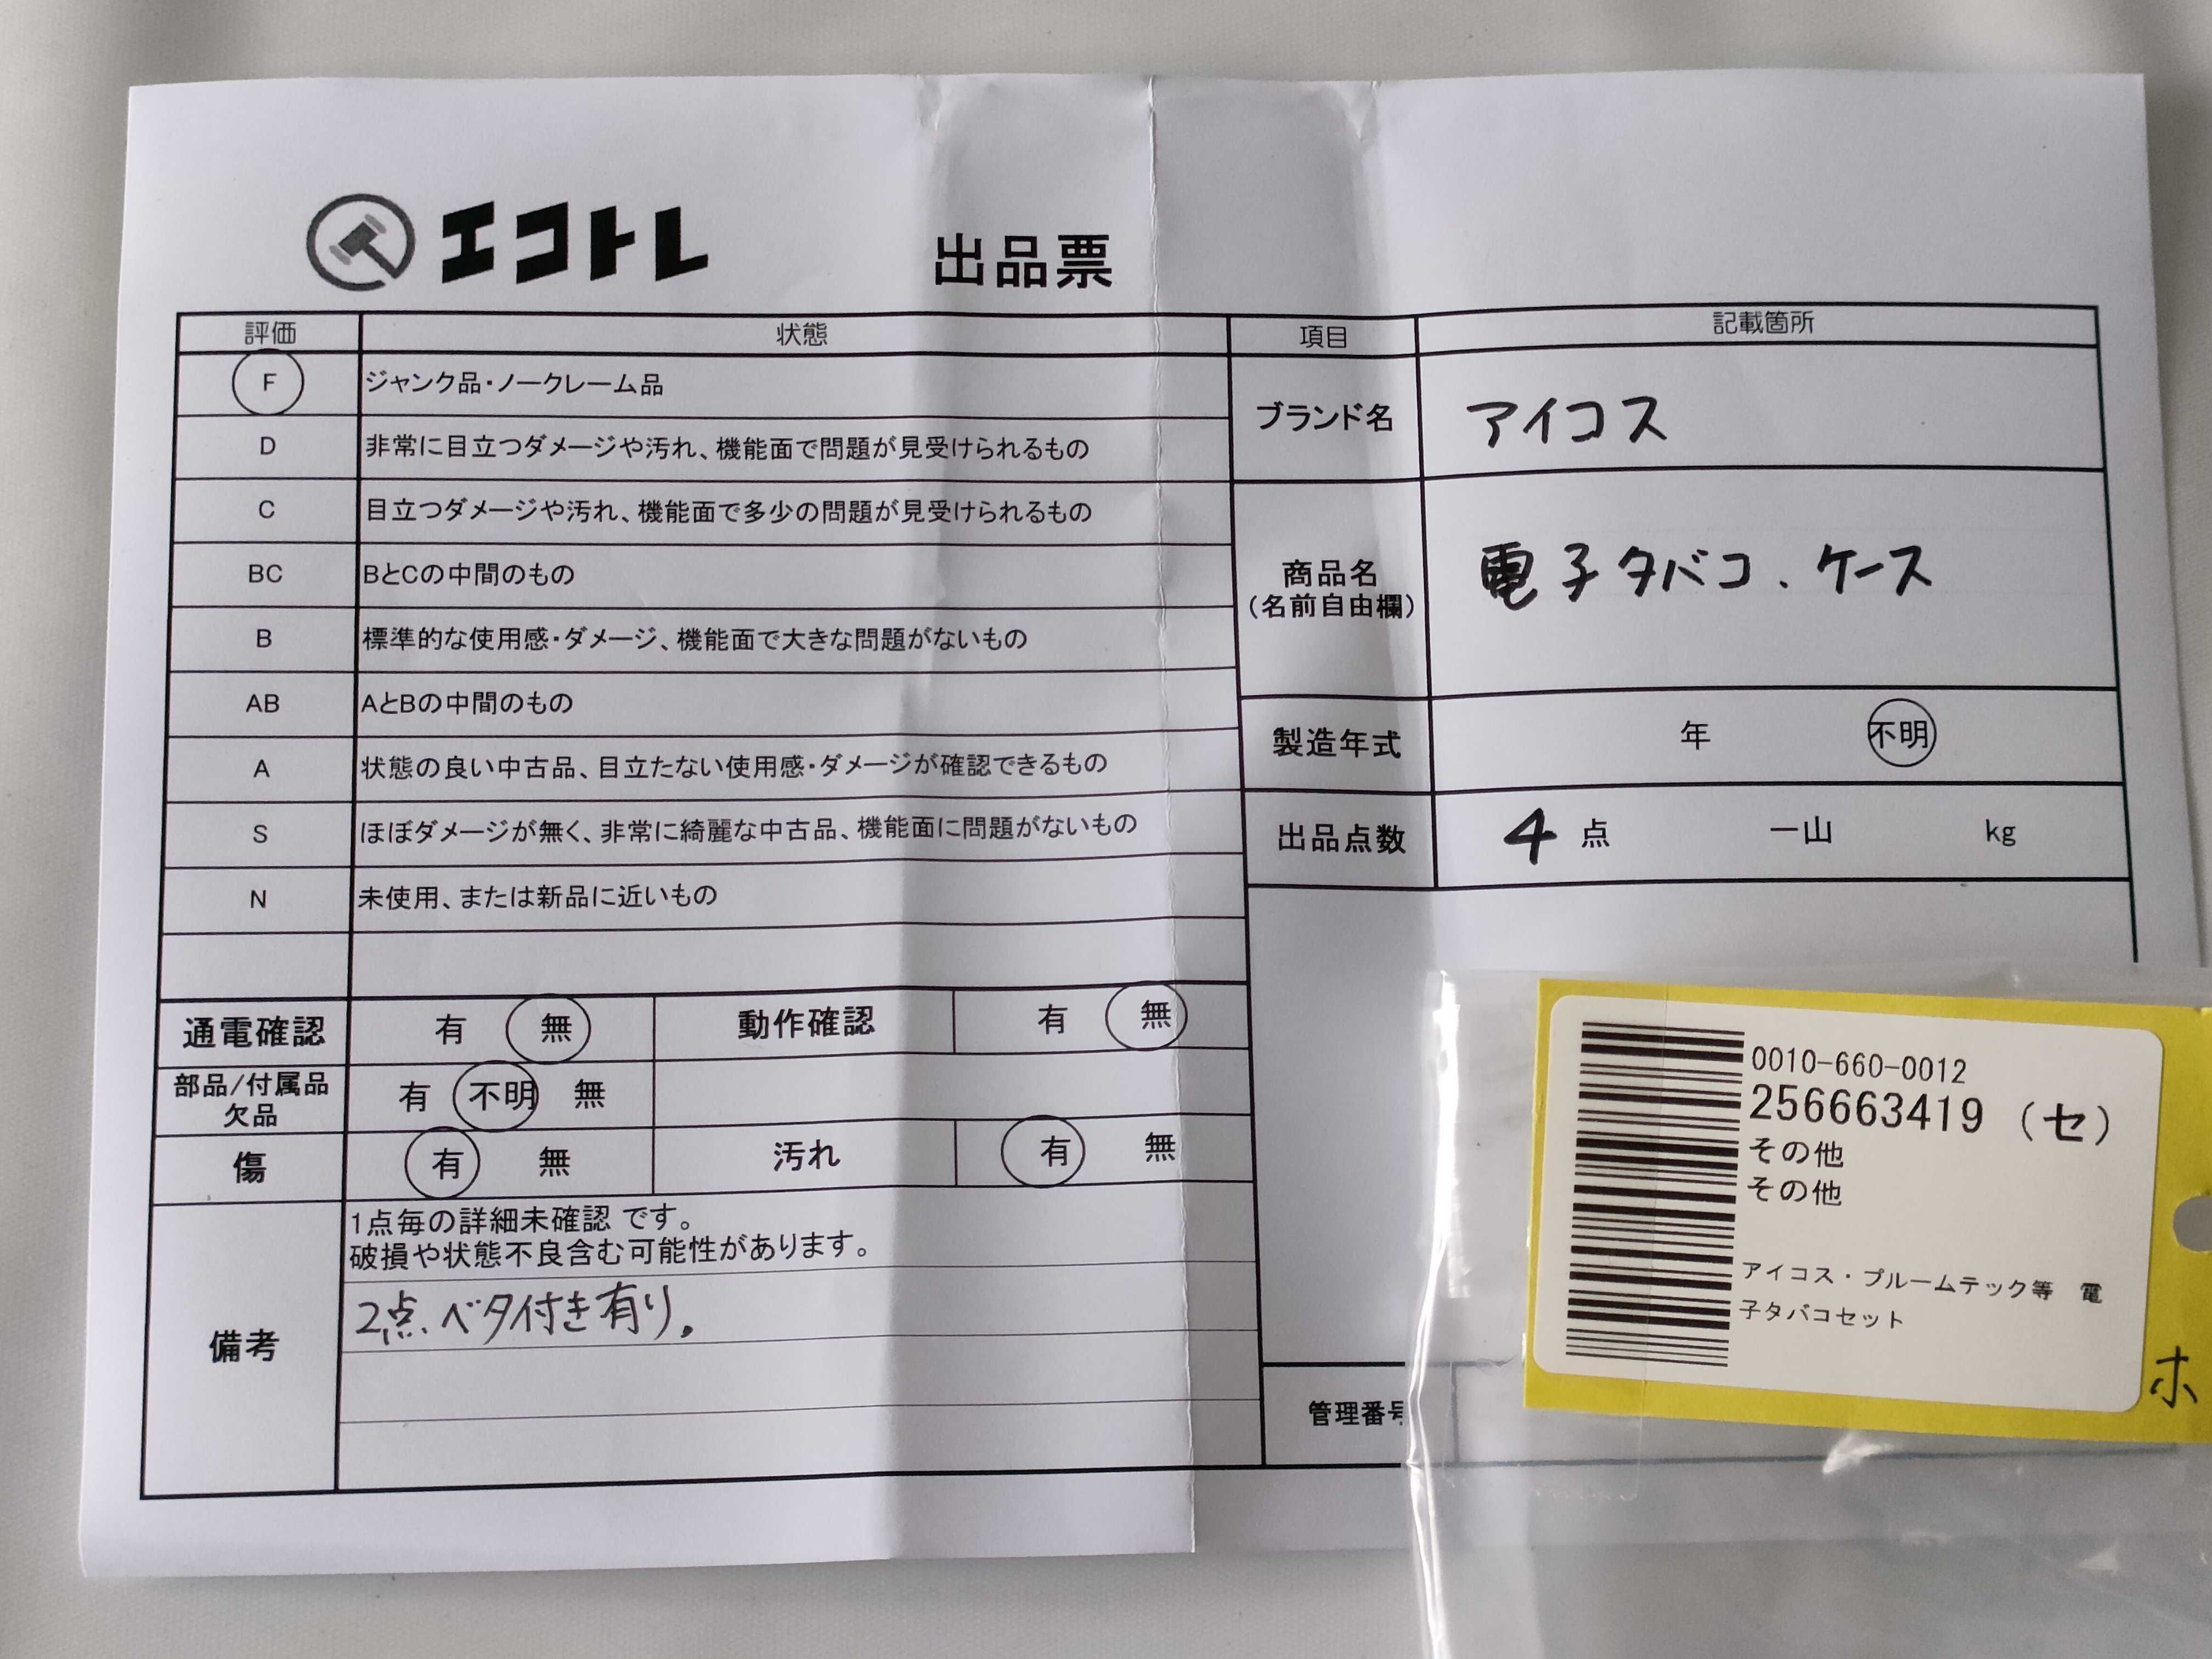 エコトレ 出品票
評価 状態
F ジャンク品・ノークレーム品
D 非常に目立つダメージや汚れ、機能面で問題が見受けられるもの
C 目立つダメージや汚れ、機能面で多少の問題が見受けられるもの
BC BとCの中間のもの
B 標準的な使用感・ダメージ、機能面で大きな問題がないもの
AB AとBの中間のもの
A 状態の良い中古品、目立たない使用感・ダメージが確認できるもの
S ほぼダメージが無く、非常に綺麗な中古品、機能面に問題がないもの
N 未使用、または新品に近いもの
通電確認 有 無 動作確認 有 無
部品/付属品
欠品 有 不明 無
傷 有 無 汚れ 有 無
備考
1点毎の詳細未確認 です。
破損や状態不良含む可能性があります。
2点、ベタ付き有り。
項目 記載箇所
ブランド名 アイコス
商品名
(名前自由欄) 電子タバコ、ケース
製造年式 年 不明
出品点数 4 点 一山 kg
管理番号
0010-660-0012
256663419 (セ)
その他
その他
アイコス・プルームテック等 電
子タバコセット
ホ